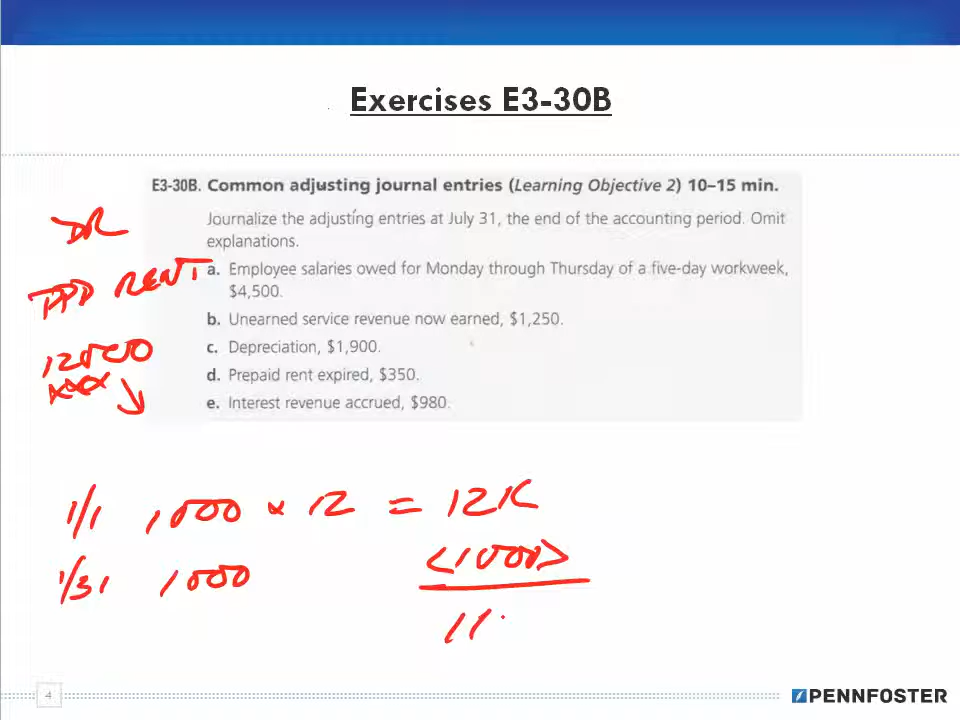 Exercises E3-30B
E3-30B. Common adjusting journal entries (Learning Objective 2) 10–15 min.
Journalize the adjusting entries at July 31, the end of the accounting period. Omit
explanations.
a. Employee salaries owed for Monday through Thursday of a five-day workweek,
$4,500.
b. Unearned service revenue now earned, $1,250.
c. Depreciation, $1,900.
d. Prepaid rent expired, $350.
e. Interest revenue accrued, $980.
DR
PPD RENT
12000
xxx
1/1 1000 x 12 = 12K
1/31 1000 <1000>
11
4
PENNFOSTER